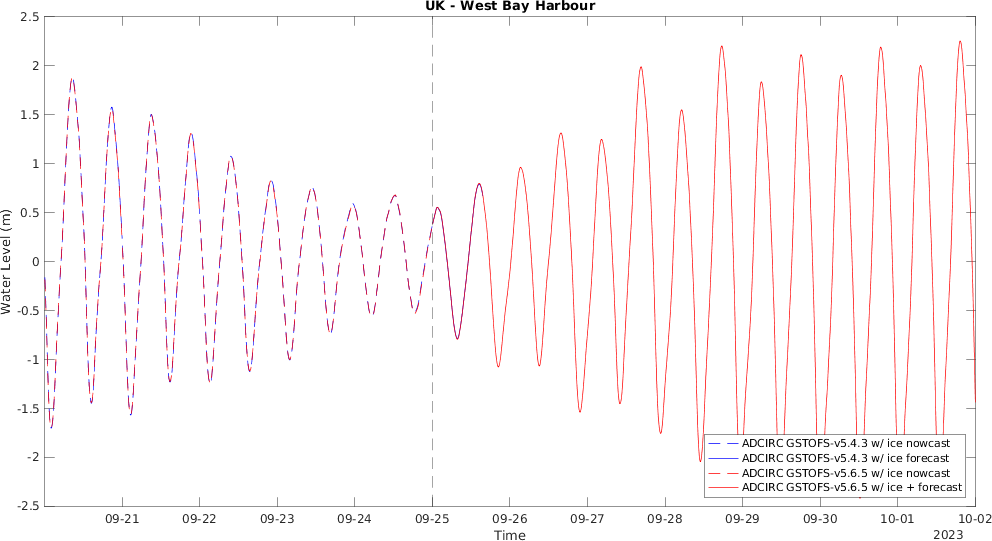 UK - West Bay Harbour
2.5
2
1.5
1
0.5
0
-0.5
-1
-1.5
-2
-2.5
Water Level (m)
09-21 09-22 09-23 09-24 09-25 09-26 09-27 09-28 09-29 09-30 10-01 10-02
Time
2023
ADCIRC GSTOFS-v5.4.3 w/ ice nowcast
ADCIRC GSTOFS-v5.4.3 w/ ice forecast
ADCIRC GSTOFS-v5.6.5 w/ ice nowcast
ADCIRC GSTOFS-v5.6.5 w/ ice + forecast